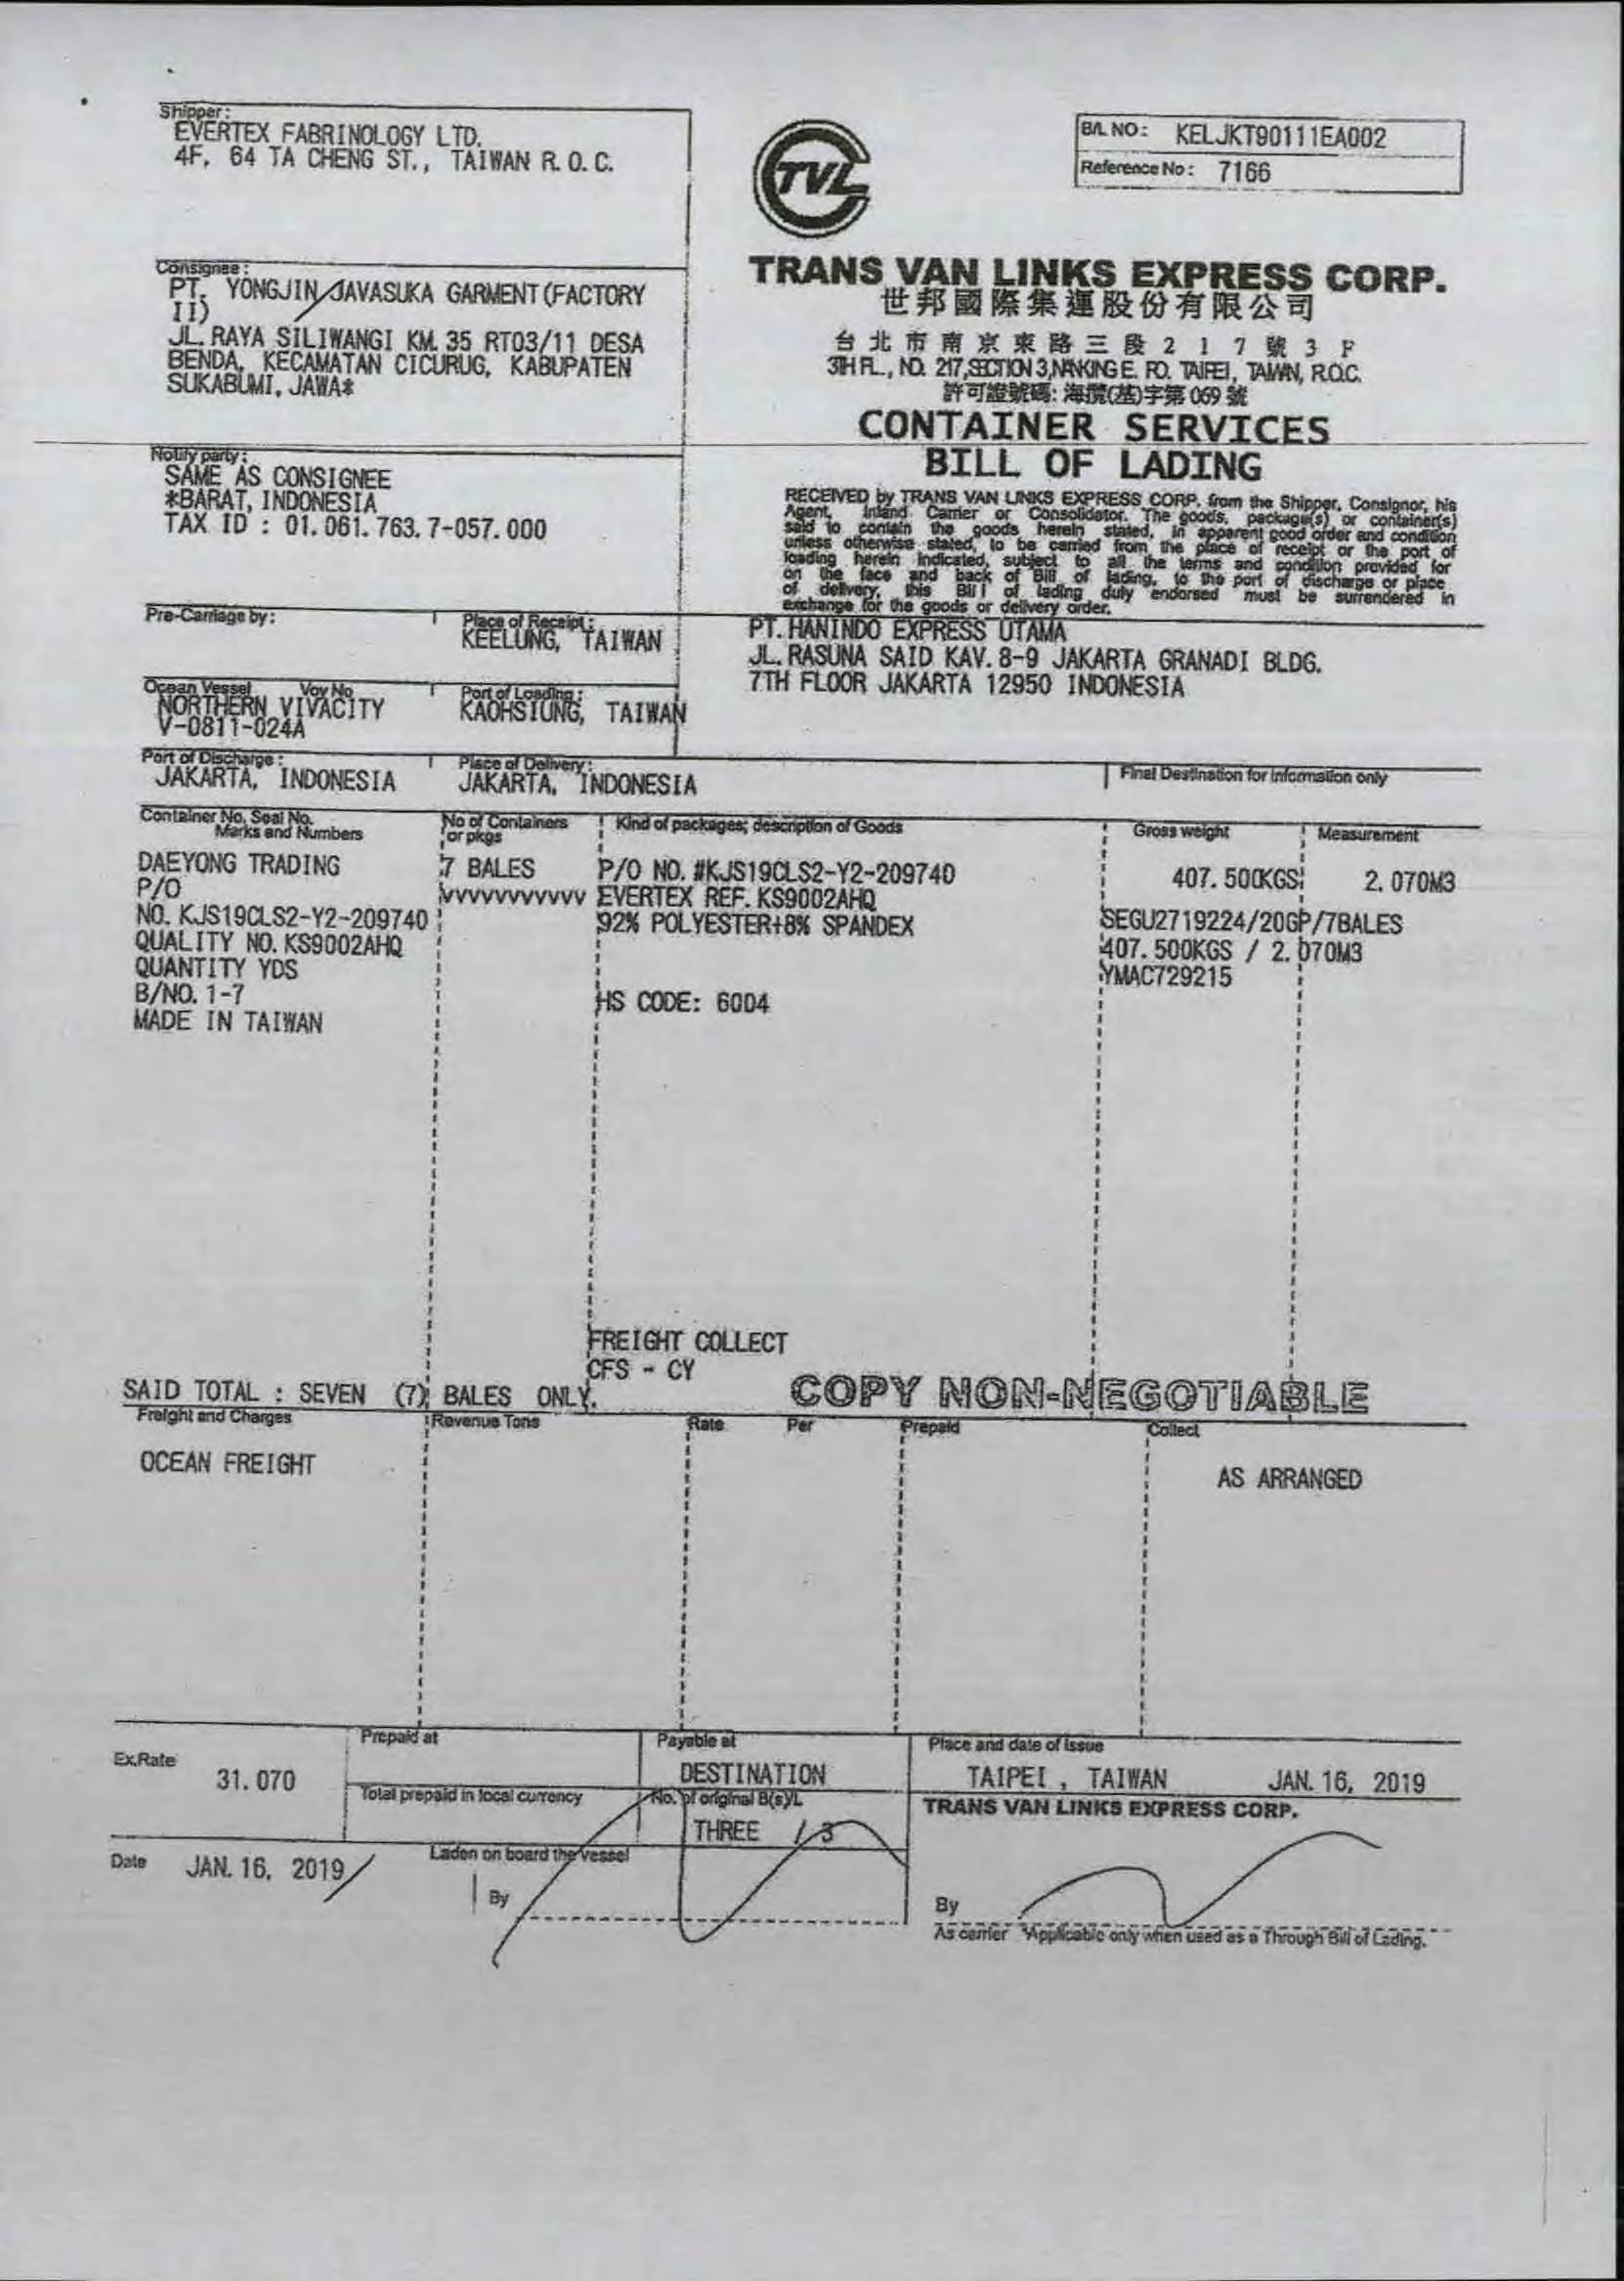 Shipper:
EVERTEX FABRINOLOGY LTD.
4F, 64 TA CHENG ST., TAIWAN R.O.C.
B/L NO: KELJKT90111EA002
Reference No: 7166
TVL
Consignee:
PT. YONGJIN JAVASUKA GARMENT(FACTORY
II)
JL. RAYA SILIWANGI KM.35 RT03/11 DESA
BENDA, KECAMATAN CICURUG, KABUPATEN
SUKABUMI, JAWA*
TRANS VAN LINKS EXPRESS CORP.
世邦國際集運股份有限公司
台北市南京東路三段217號3F
3TH FL., NO. 217, SECTION 3, NANKING E. RD. TAIPEI, TAIWAN, R.O.C.
許可證號碼: 海攬(基)字第069號
CONTAINER SERVICES
BILL OF LADING
Notify party:
SAME AS CONSIGNEE
*BARAT, INDONESIA
TAX ID : 01.061.763.7-057.000
RECEIVED by TRANS VAN LINKS EXPRESS CORP. from the Shipper, Consignor, his
Agent, Inland Carrier or Consolidator. The goods, package(s) or container(s)
said to contain the goods herein stated, in apparent good order and condition
unless otherwise stated, to be carried from the place of receipt or the port of
loading herein indicated, subject to all the terms and condition provided for
on the face and back of Bill of lading, to the port of discharge or place
of delivery, this Bill of lading duly endorsed must be surrendered in
exchange for the goods or delivery order.
Pre-Carriage by:
Place of Receipt:
KEELUNG, TAIWAN
PT. HANINDO EXPRESS UTAMA
JL. RASUNA SAID KAV. 8-9 JAKARTA GRANADI BLDG.
7TH FLOOR JAKARTA 12950 INDONESIA
Ocean Vessel Voy No
NORTHERN VIVACITY
V-0811-024A
Port of Loading:
KAOHSIUNG, TAIWAN
Port of Discharge:
JAKARTA, INDONESIA
Place of Delivery:
JAKARTA, INDONESIA
Final Destination for information only
Container No, Seal No.
Marks and Numbers
No of Containers
or pkgs
Kind of packages; description of Goods
Gross weight
Measurement
DAEYONG TRADING
P/O
NO. KJS19CLS2-Y2-209740
QUALITY NO. KS9002AHQ
QUANTITY YDS
B/NO. 1-7
MADE IN TAIWAN
7 BALES
VVVVVVVVVVV
P/O NO. #KJS19CLS2-Y2-209740
EVERTEX REF. KS9002AHQ
92% POLYESTER+8% SPANDEX
HS CODE: 6004
407.500KGS
2.070M3
SEGU2719224/20GP/7BALES
407.500KGS / 2.070M3
YMAC729215
FREIGHT COLLECT
CFS - CY
SAID TOTAL : SEVEN (7) BALES ONLY.
COPY NON-NEGOTIABLE
Freight and Charges
Revenue Tons
Rate
Per
Prepaid
Collect
OCEAN FREIGHT
AS ARRANGED
Ex.Rate
31.070
Prepaid at
Payable at
DESTINATION
Place and date of issue
TAIPEI, TAIWAN JAN. 16, 2019
Total prepaid in local currency
No. of original B(s)/L
THREE / 3
TRANS VAN LINKS EXPRESS CORP.
Date JAN. 16, 2019
Laden on board the vessel
By
By
As carrier *Applicable only when used as a Through Bill of Lading.